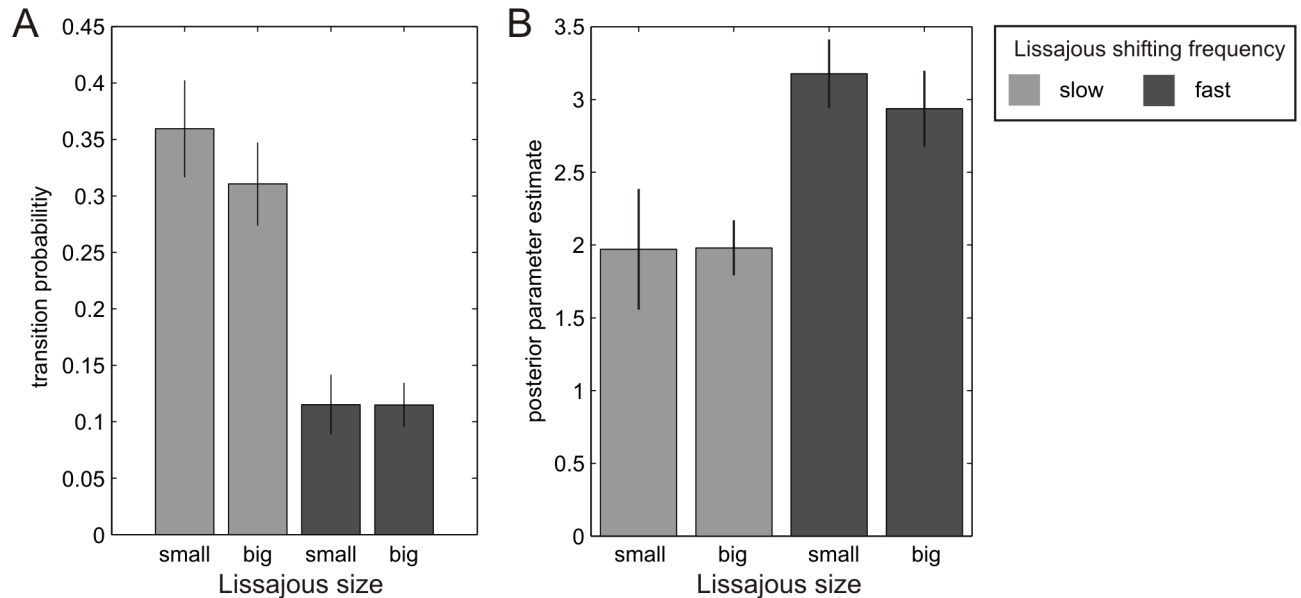 A
transition probabilitiy
0.45
0.4
0.35
0.3
0.25
0.2
0.15
0.1
0.05
0
small big small big
Lissajous size
B
posterior parameter estimate
3.5
3
2.5
2
1.5
1
0.5
0
small big small big
Lissajous size
Lissajous shifting frequency
slow fast